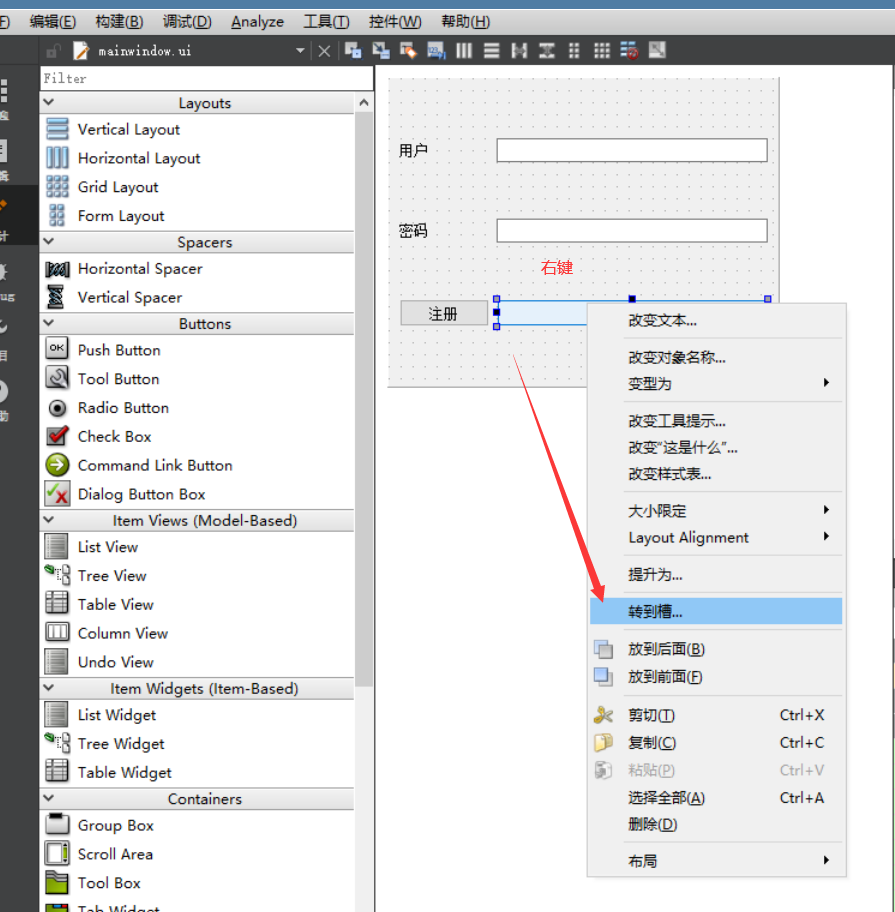 编辑(E) 构建(B) 调试(D) Analyze 工具(T) 控件(W) 帮助(H)
mainwindow.ui
Filter
Layouts
Vertical Layout
Horizontal Layout
Grid Layout
Form Layout
Spacers
Horizontal Spacer
Vertical Spacer
Buttons
OK
Push Button
Tool Button
Radio Button
Check Box
Command Link Button
Dialog Button Box
Item Views (Model-Based)
List View
Tree View
Table View
Column View
Undo View
Item Widgets (Item-Based)
List Widget
Tree Widget
Table Widget
Containers
Group Box
Scroll Area
Tool Box
Tab Widget
用户
密码
右键
注册
改变文本...
改变对象名称...
变型为
改变工具提示...
改变“这是什么”...
改变样式表...
大小限定
Layout Alignment
提升为...
转到槽...
放到后面(B)
放到前面(F)
剪切(T) Ctrl+X
复制(C) Ctrl+C
粘贴(P) Ctrl+V
选择全部(A) Ctrl+A
删除(D)
布局